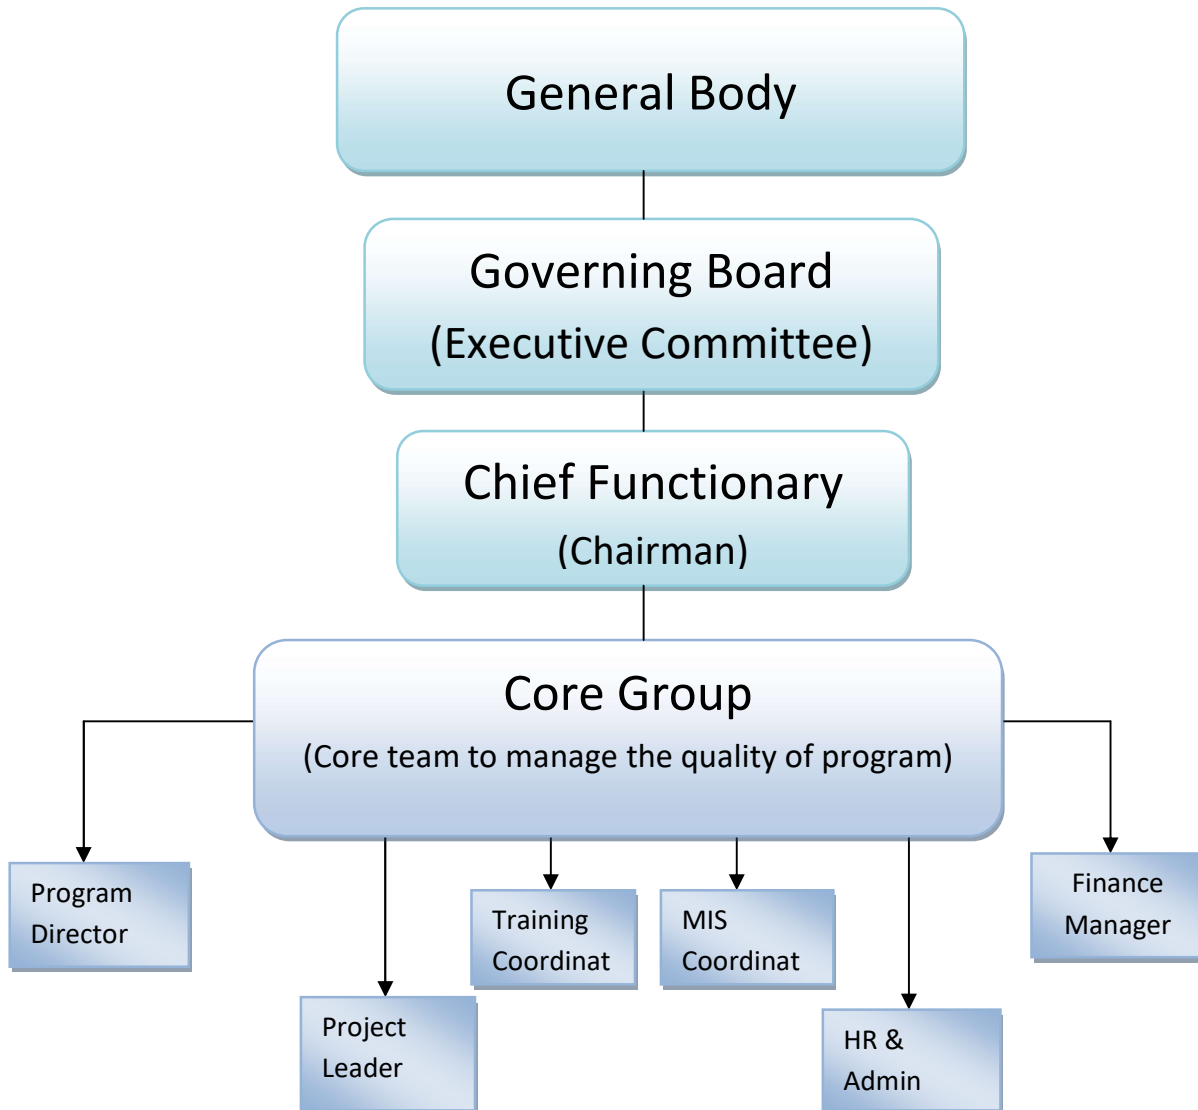 General Body
Governing Board
(Executive Committee)
Chief Functionary
(Chairman)
Core Group
(Core team to manage the quality of program)
Program
Director
Project
Leader
Training
Coordinat
MIS
Coordinat
HR &
Admin
Finance
Manager